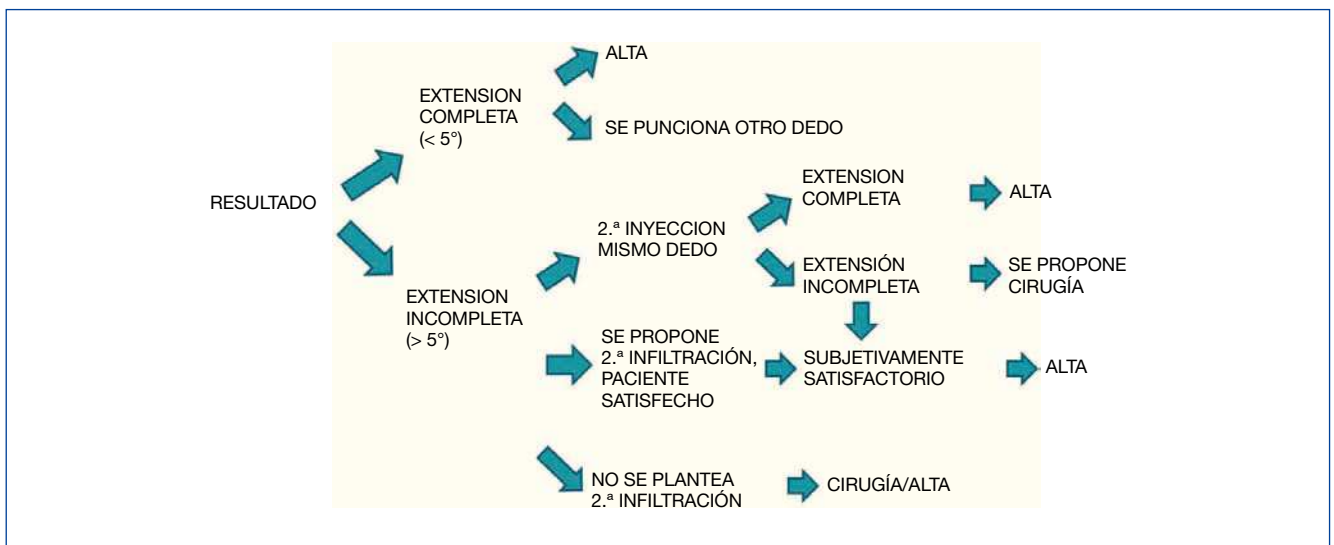 ALTA
EXTENSION
COMPLETA
(< 5°)
SE PUNCIONA OTRO DEDO
RESULTADO
EXTENSION
COMPLETA
ALTA
2.ª INYECCION
MISMO DEDO
EXTENSIÓN
INCOMPLETA
SE PROPONE
CIRUGÍA
EXTENSION
INCOMPLETA
(> 5°)
SE PROPONE
2.ª INFILTRACIÓN,
PACIENTE
SATISFECHO
SUBJETIVAMENTE
SATISFACTORIO
ALTA
NO SE PLANTEA
2.ª INFILTRACIÓN
CIRUGÍA/ALTA